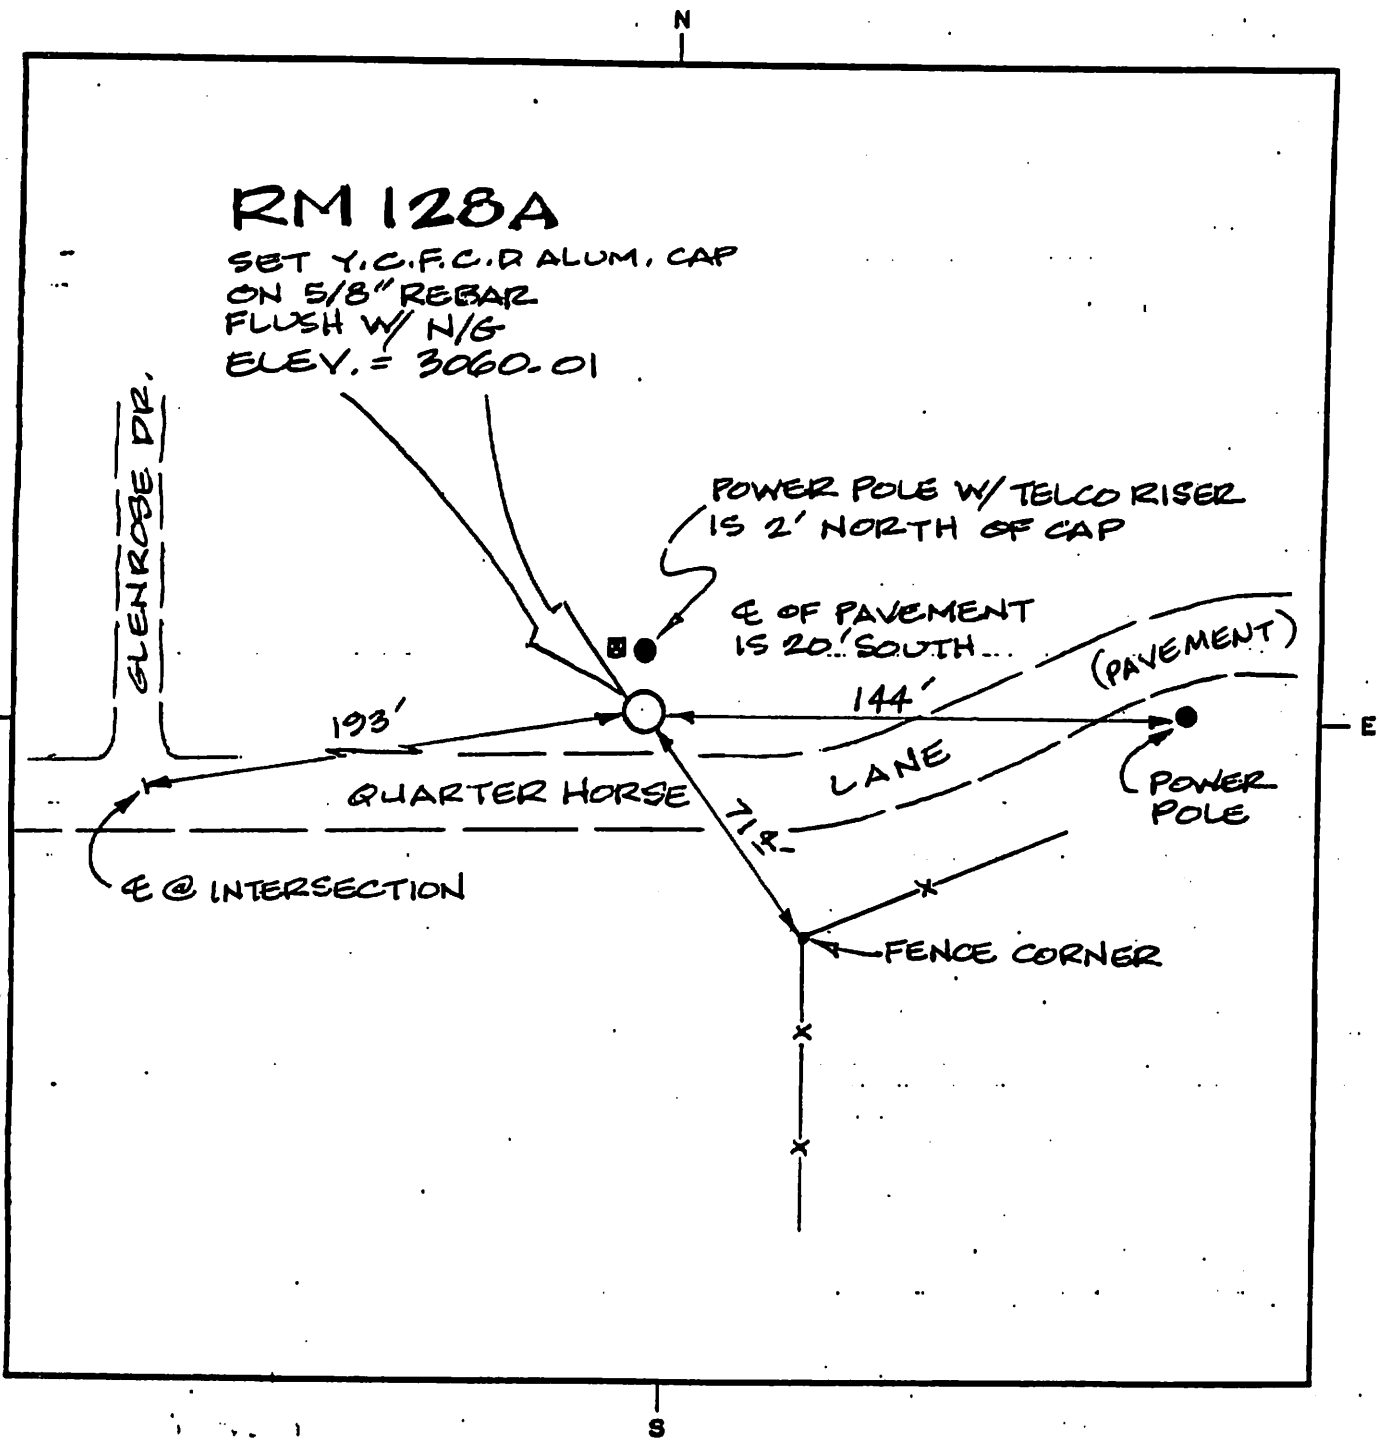 N
RM 128A
SET Y.C.F.C.D ALUM. CAP
ON 5/8" REBAR
FLUSH W/ N/G
ELEV. = 3060.01
GLENROSE DR.
POWER POLE W/ TELCO RISER
IS 2' NORTH OF CAP
℄ OF PAVEMENT
IS 20' SOUTH
(PAVEMENT)
193'
144'
E
QUARTER HORSE LANE
POWER
POLE
℄ @ INTERSECTION
FENCE CORNER
S